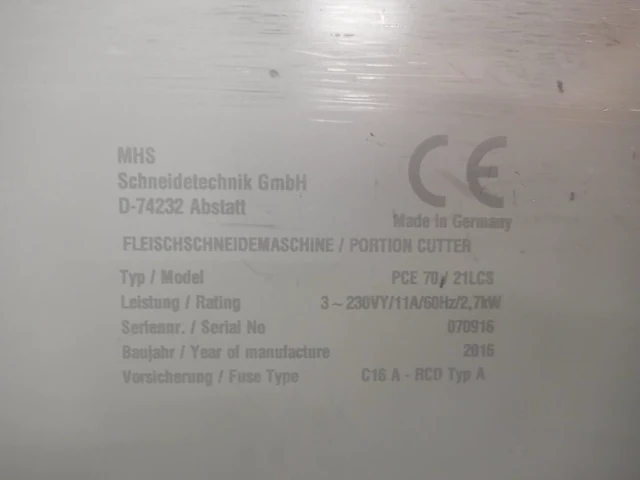 MHS
Schneidetechnik GmbH
D-74232 Abstatt
CE
Made in Germany
FLEISCHSCHNEIDEMASCHINE / PORTION CUTTER
Typ / Model PCE 70 / 21LCS
Leistung / Rating 3 ~ 230VY/11A/60Hz/2,7kW
Seriennr. / Serial No 070916
Baujahr / Year of manufacture 2016
Vorsicherung / Fuse Type C16 A - RCD Typ A